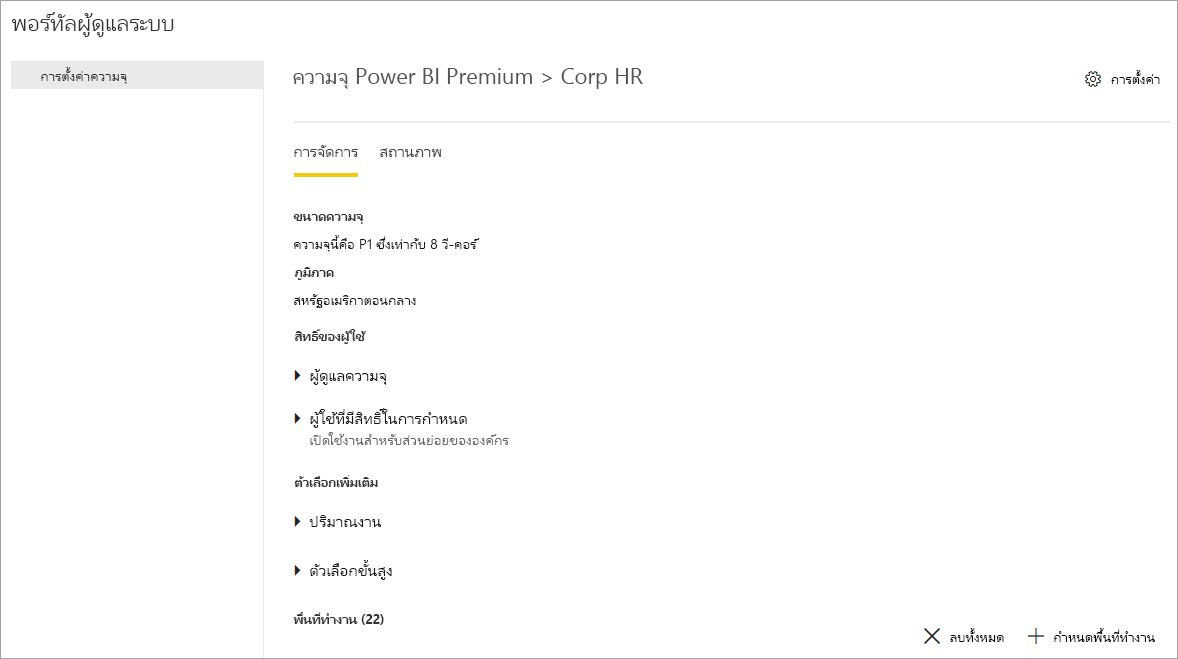 พอร์ทัลผู้ดูแลระบบ
การตั้งค่าความจุ
ความจุ Power BI Premium > Corp HR
การตั้งค่า
การจัดการ สถานภาพ
ขนาดความจุ
ความจุนี้คือ P1 ซึ่งเท่ากับ 8 วี-คอร์
ภูมิภาค
สหรัฐอเมริกาตอนกลาง
สิทธิ์ของผู้ใช้
ผู้ดูแลความจุ
ผู้ใช้ที่มีสิทธิ์ในการกำหนด
เปิดใช้งานสำหรับส่วนย่อยขององค์กร
ตัวเลือกเพิ่มเติม
ปริมาณงาน
ตัวเลือกขั้นสูง
พื้นที่ทำงาน (22)
ลบทั้งหมด กำหนดพื้นที่ทำงาน